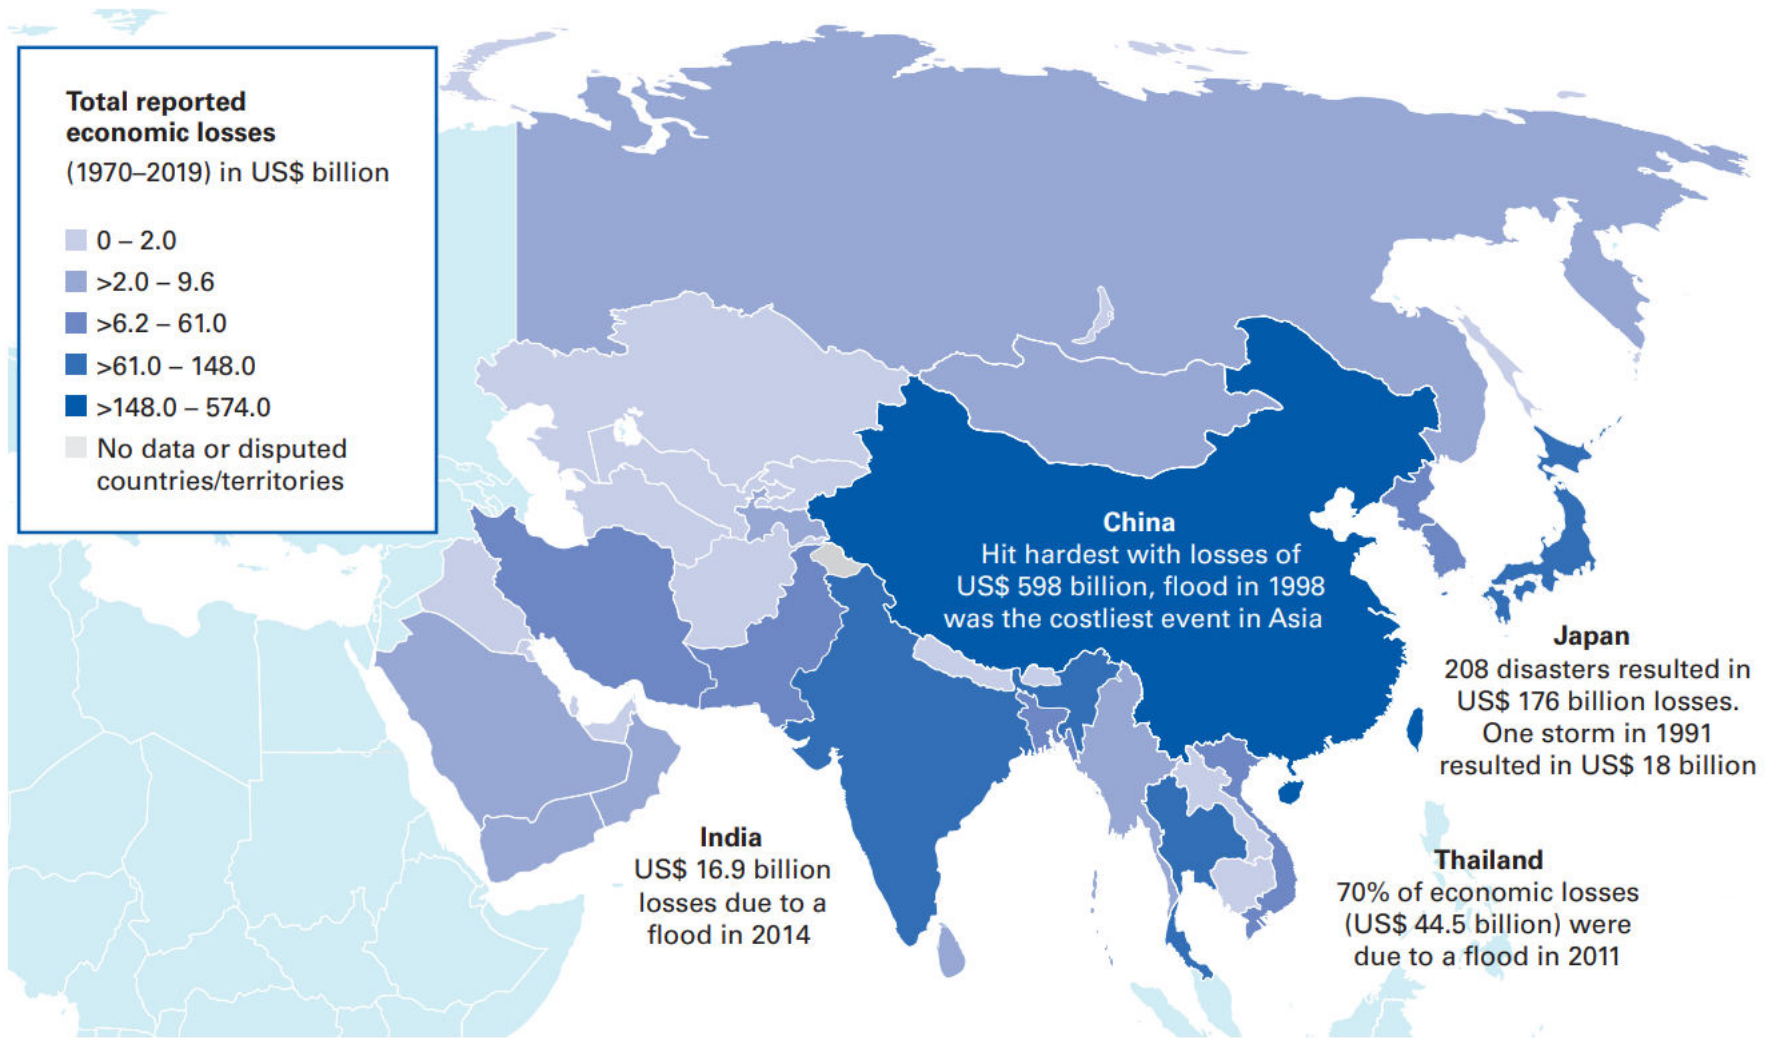 Total reported
economic losses
(1970–2019) in US$ billion
0 – 2.0
>2.0 – 9.6
>6.2 – 61.0
>61.0 – 148.0
>148.0 – 574.0
No data or disputed
countries/territories
China
Hit hardest with losses of
US$ 598 billion, flood in 1998
was the costliest event in Asia
Japan
208 disasters resulted in
US$ 176 billion losses.
One storm in 1991
resulted in US$ 18 billion
India
US$ 16.9 billion
losses due to a
flood in 2014
Thailand
70% of economic losses
(US$ 44.5 billion) were
due to a flood in 2011